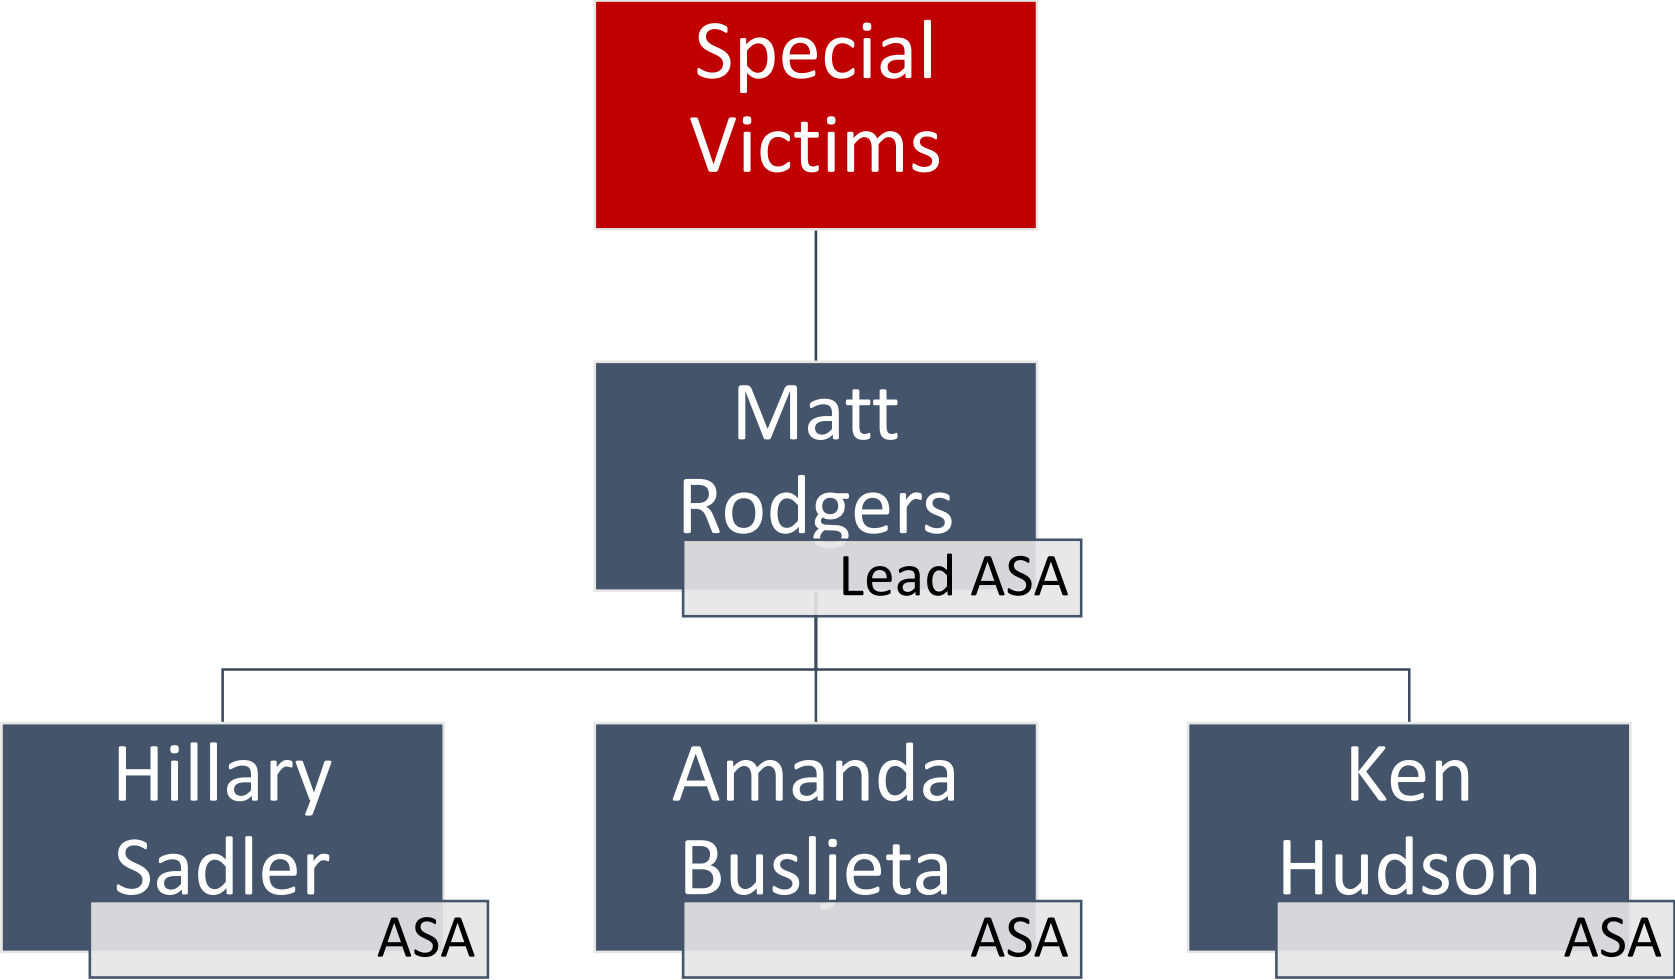 Special
Victims
Matt
Rodgers
Lead ASA
Hillary
Sadler
ASA
Amanda
Busljeta
ASA
Ken
Hudson
ASA